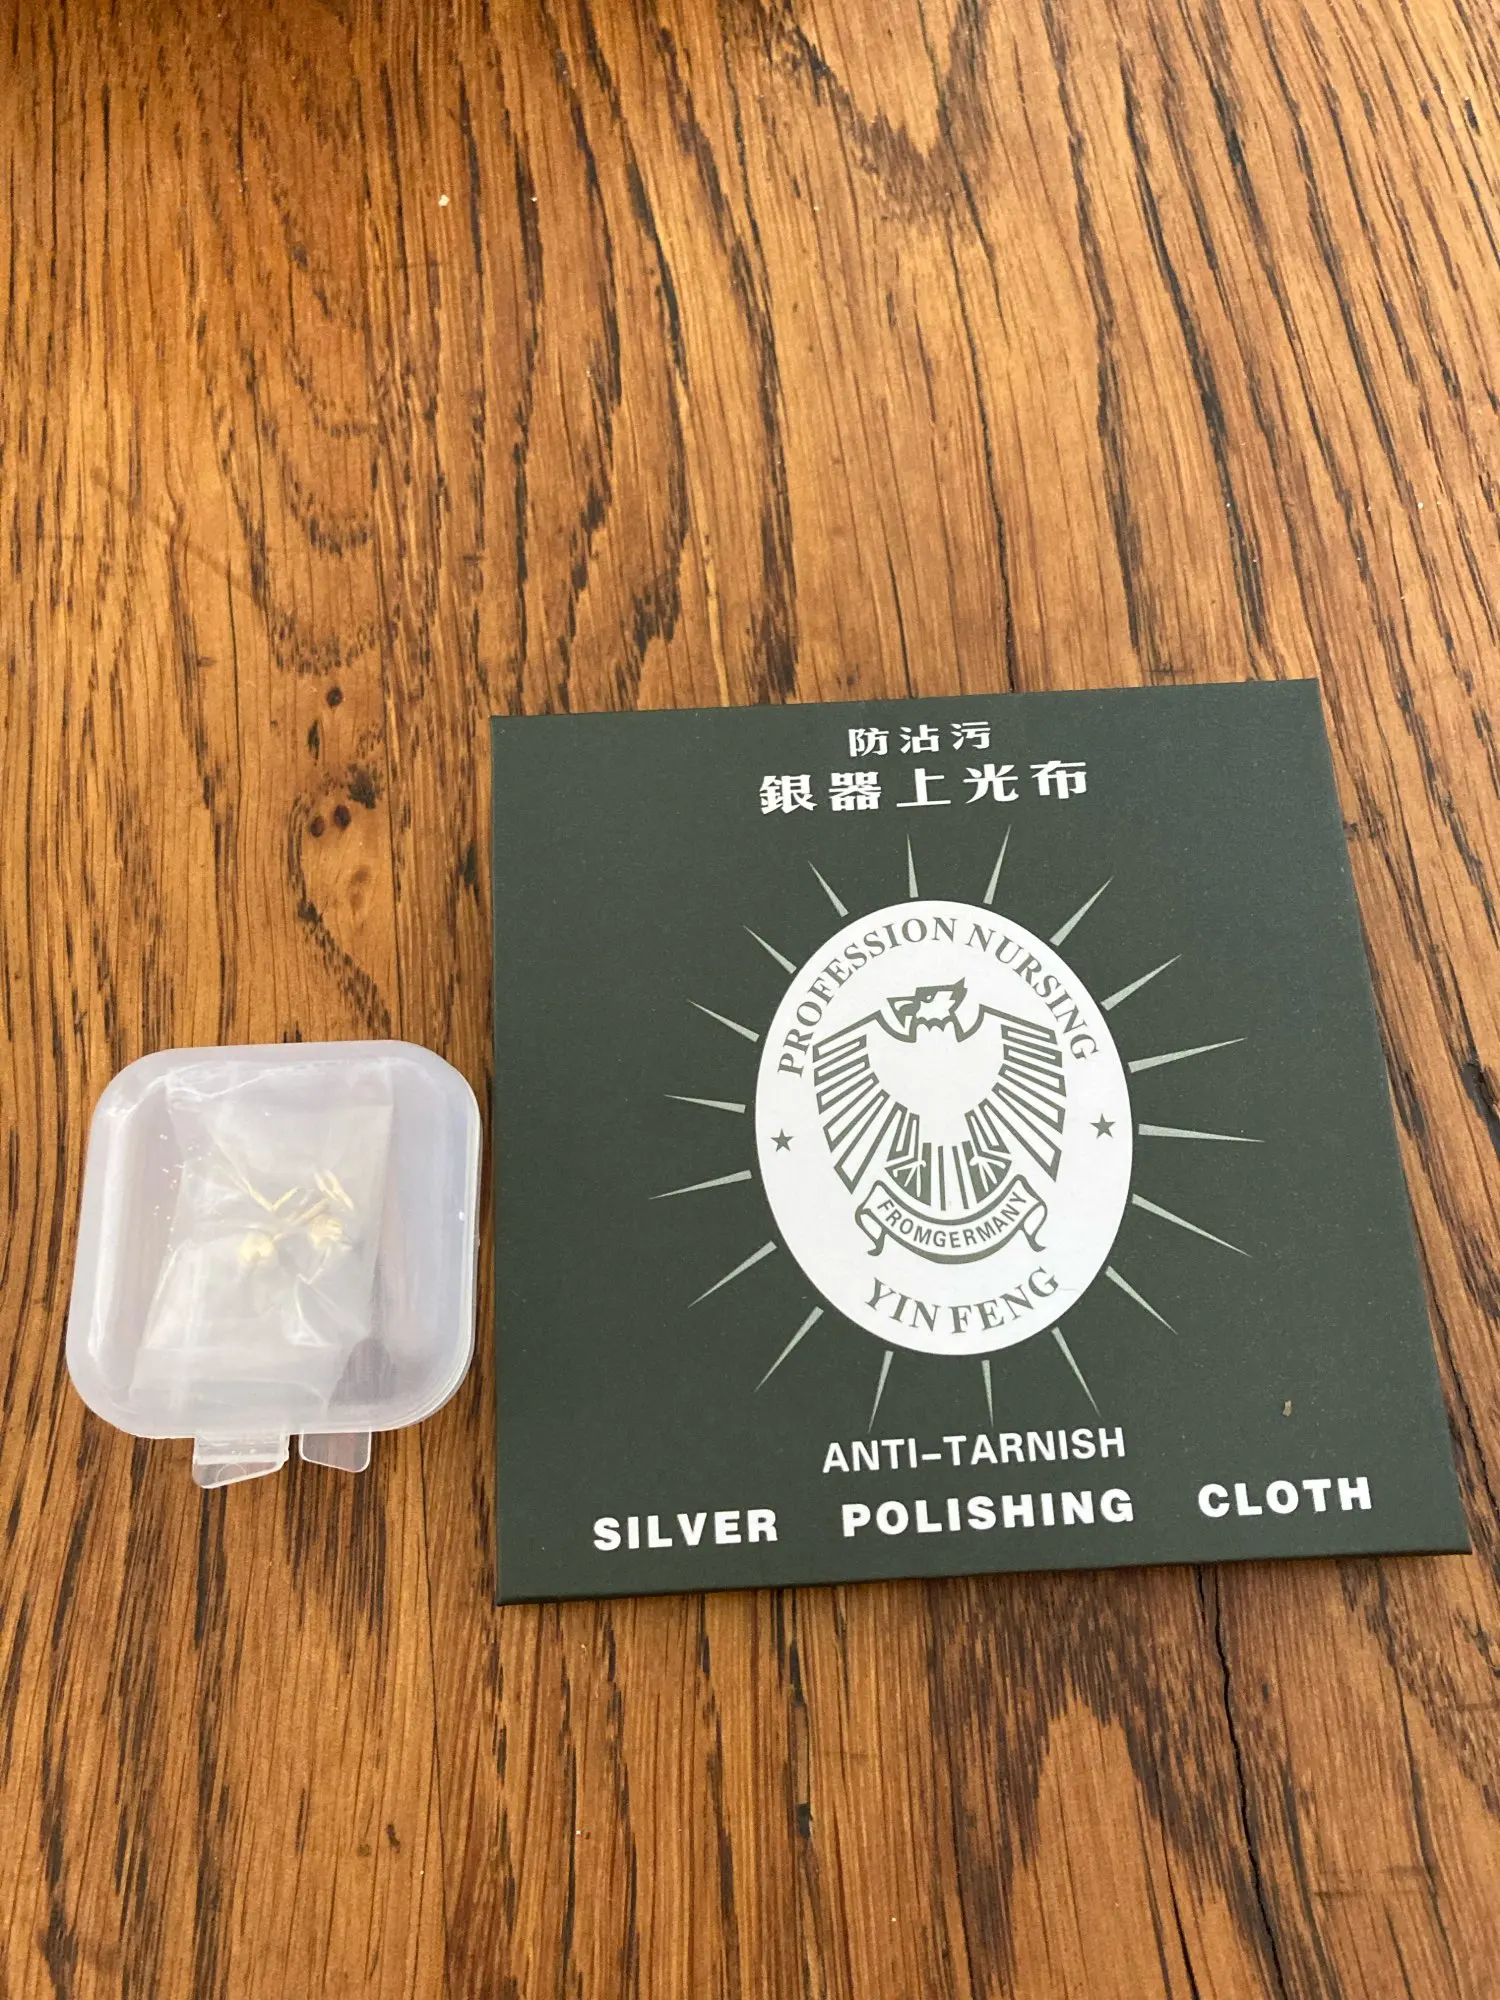 防沾污
銀器上光布
PROFESSION NURSING
FROMGERMANY
YIN FENG
ANTI-TARNISH
SILVER POLISHING CLOTH